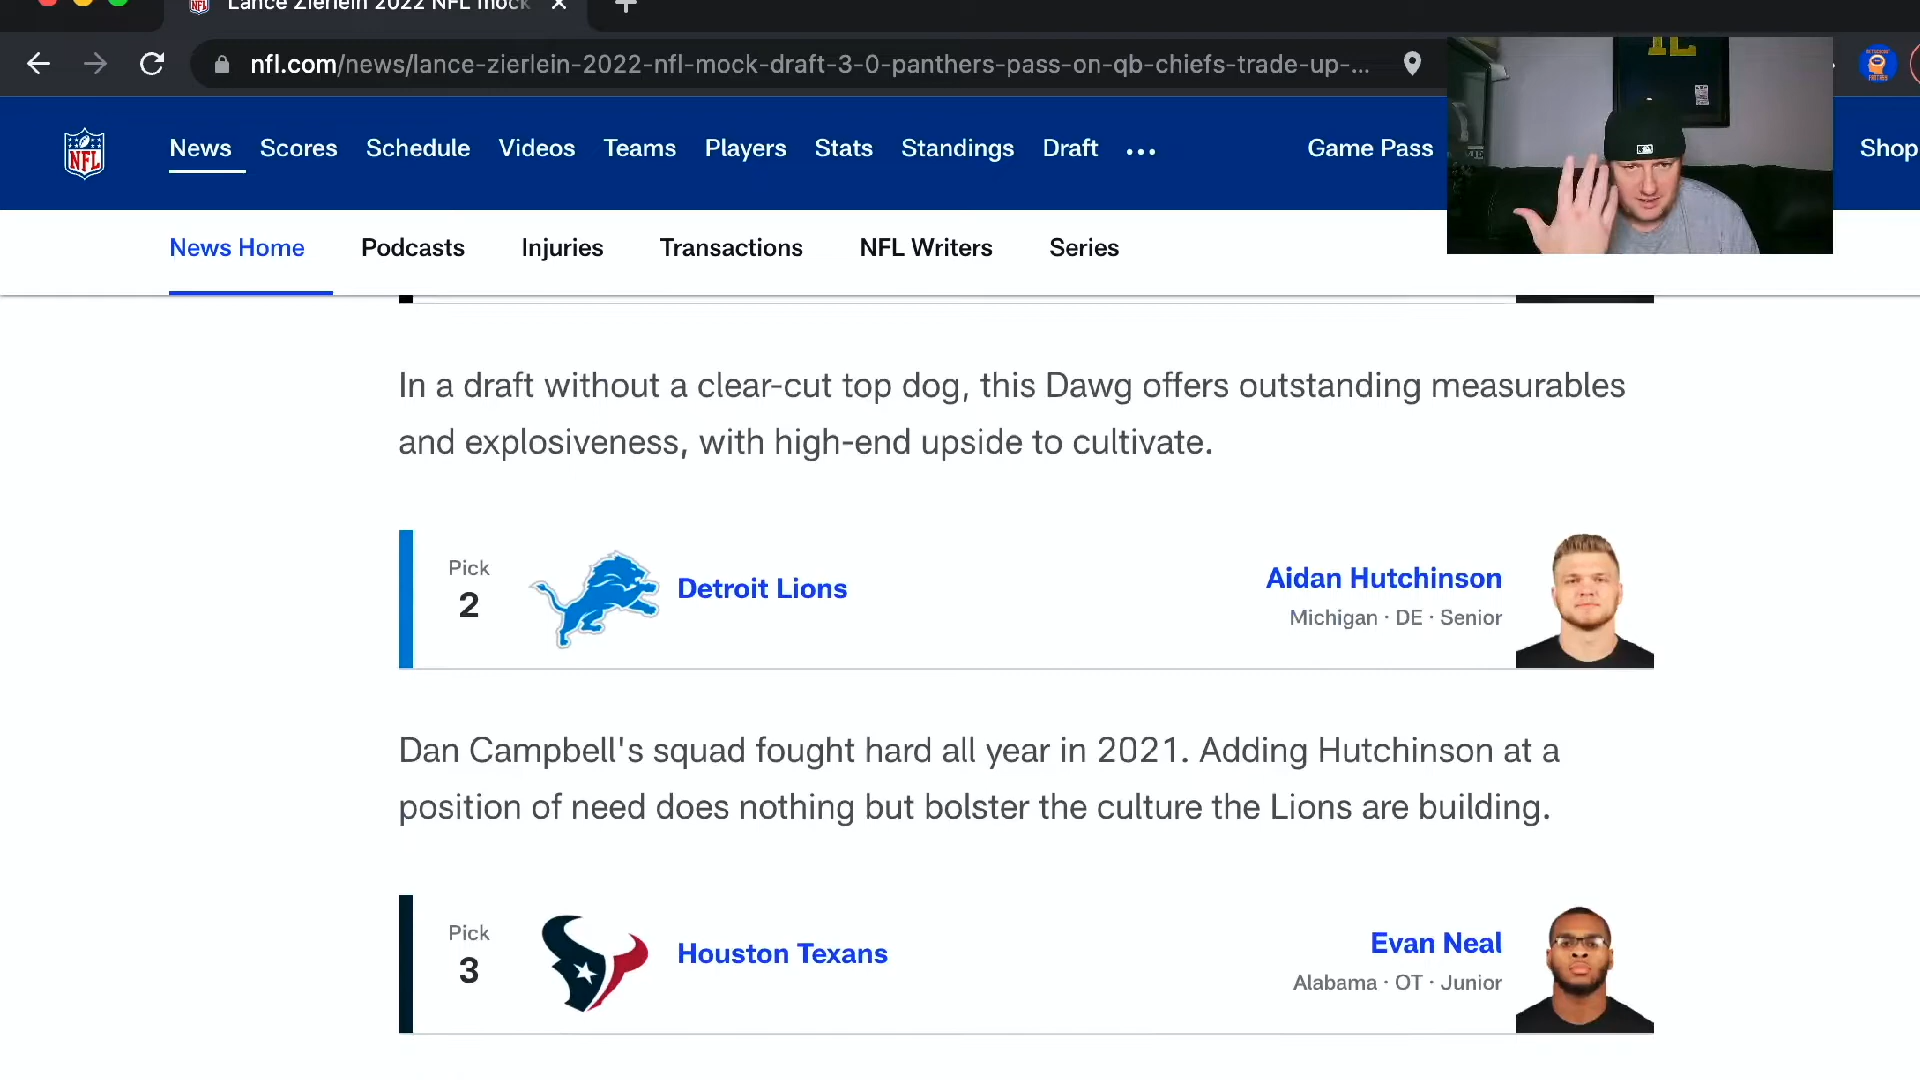 Lance Zierlein 2022 NFL mock
nfl.com/news/lance-zierlein-2022-nfl-mock-draft-3-0-panthers-pass-on-qb-chiefs-trade-up-...
NFL
News Scores Schedule Videos Teams Players Stats Standings Draft ... Game Pass Shop
News Home Podcasts Injuries Transactions NFL Writers Series
In a draft without a clear-cut top dog, this Dawg offers outstanding measurables
and explosiveness, with high-end upside to cultivate.
Pick
2
Detroit Lions
Aidan Hutchinson
Michigan · DE · Senior
Dan Campbell's squad fought hard all year in 2021. Adding Hutchinson at a
position of need does nothing but bolster the culture the Lions are building.
Pick
3
Houston Texans
Evan Neal
Alabama · OT · Junior